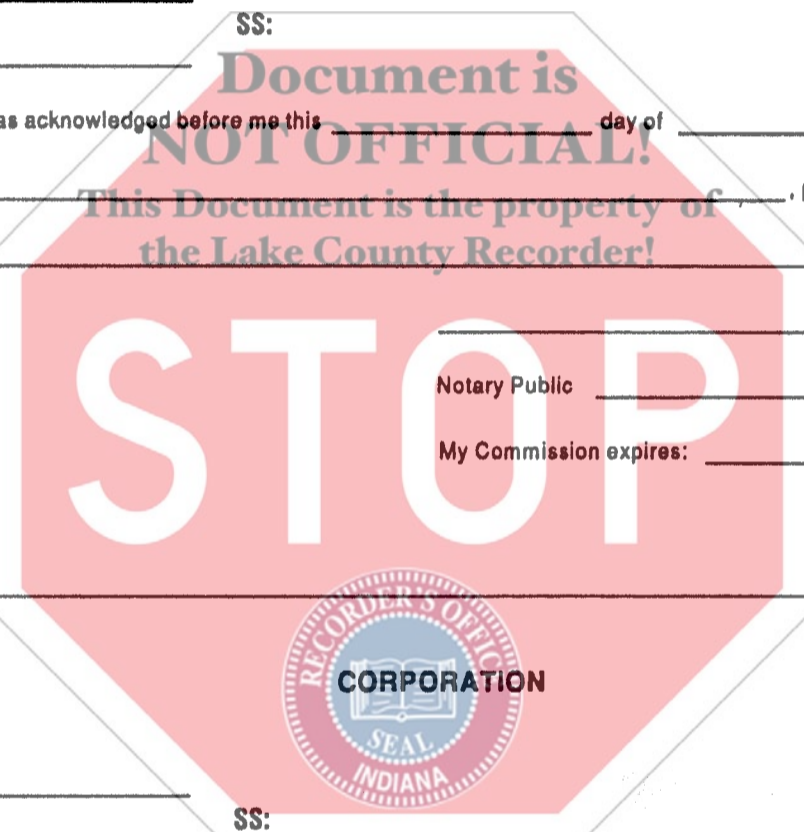 SS:
Document is
as acknowledged before me this day of
NOT OFFICIAL!
This Document is the property of
the Lake County Recorder!
STOP
Notary Public
My Commission expires:
RECORDER'S OFFICE
CORPORATION
SEAL
INDIANA
SS: